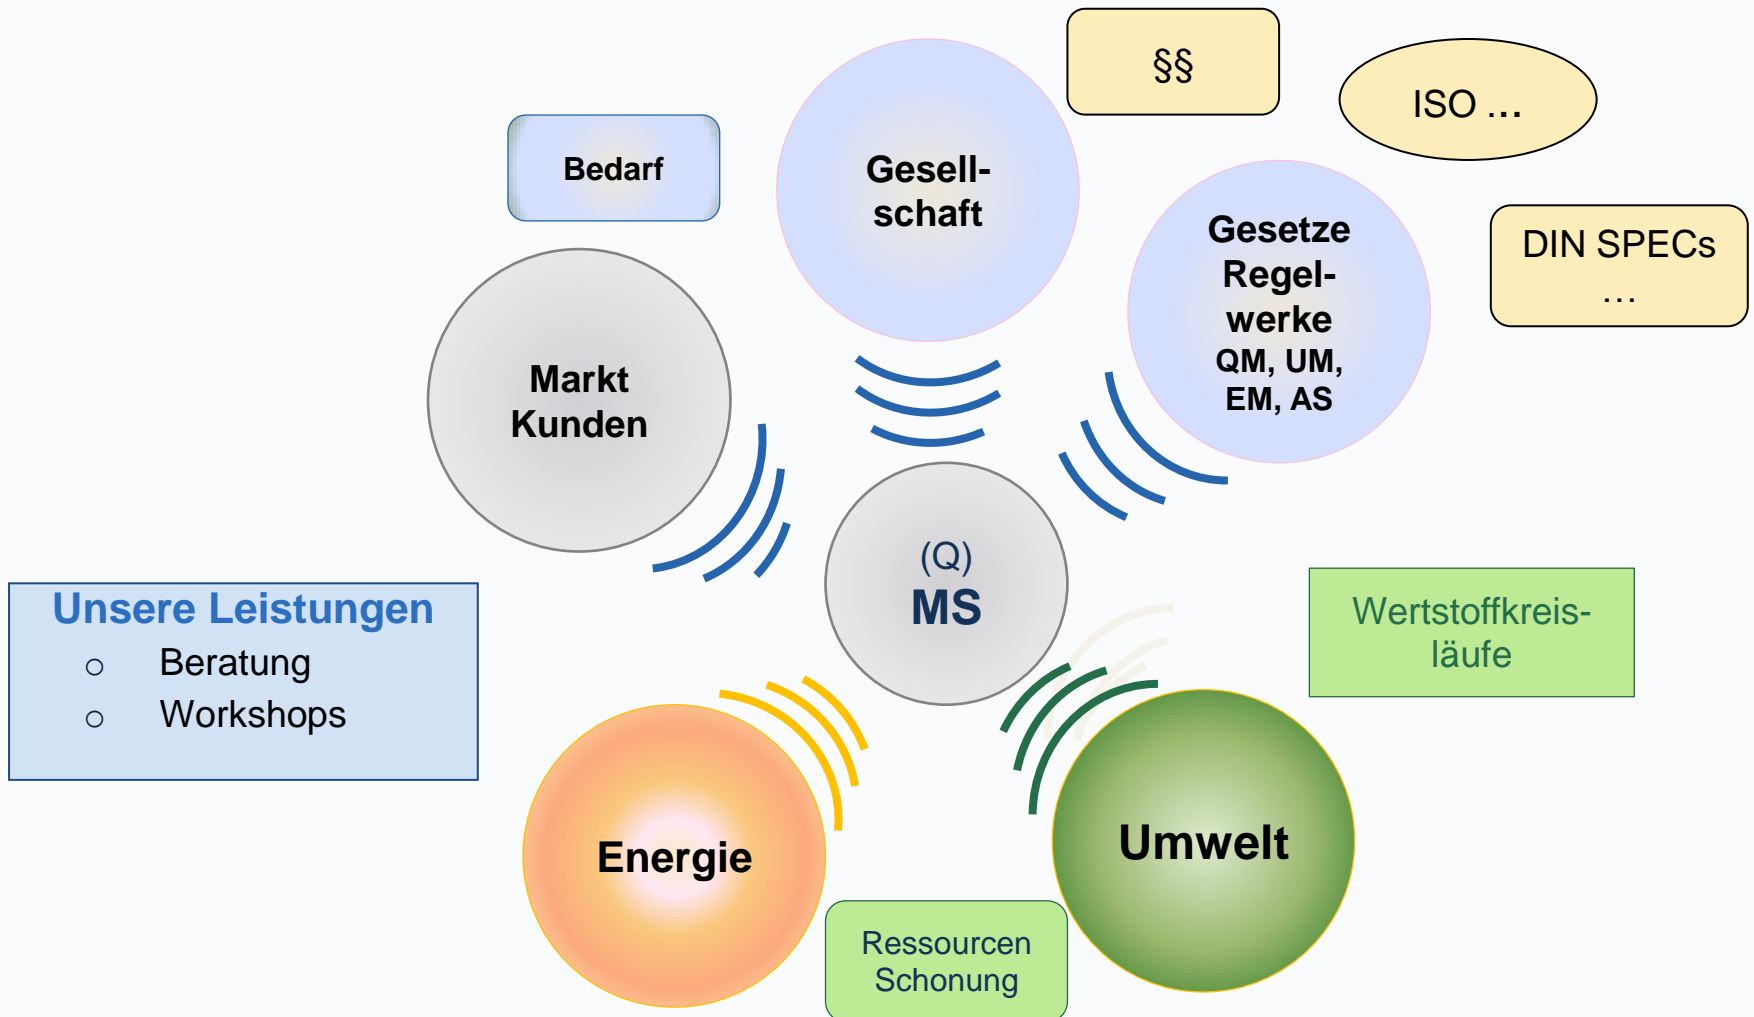 §§
ISO ...
Bedarf
Gesell-
schaft
Gesetze
Regel-
werke
QM, UM,
EM, AS
DIN SPECs
...
Markt
Kunden
(Q)
MS
Unsere Leistungen
o Beratung
o Workshops
Wertstoffkreis-
läufe
Energie
Umwelt
Ressourcen
Schonung